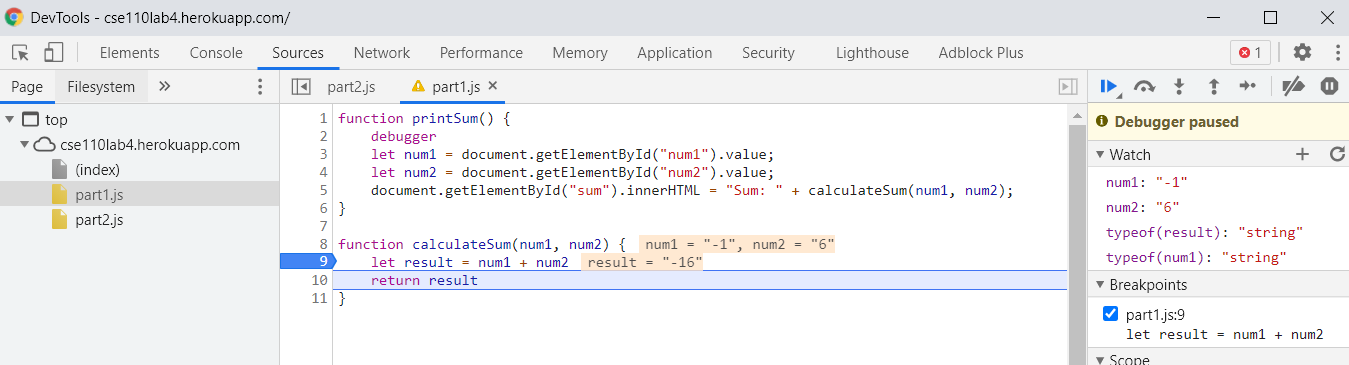 DevTools - cse110lab4.herokuapp.com/
Elements Console Sources Network Performance Memory Application Security Lighthouse Adblock Plus 1
Page Filesystem » part2.js part1.js
top
cse110lab4.herokuapp.com
(index)
part1.js
part2.js
1 function printSum() {
2 debugger
3 let num1 = document.getElementById("num1").value;
4 let num2 = document.getElementById("num2").value;
5 document.getElementById("sum").innerHTML = "Sum: " + calculateSum(num1, num2);
6 }
7
8 function calculateSum(num1, num2) { num1 = "-1", num2 = "6"
9 let result = num1 + num2 result = "-16"
10 return result
11 }
Debugger paused
Watch
num1: "-1"
num2: "6"
typeof(result): "string"
typeof(num1): "string"
Breakpoints
part1.js:9
let result = num1 + num2
Scope